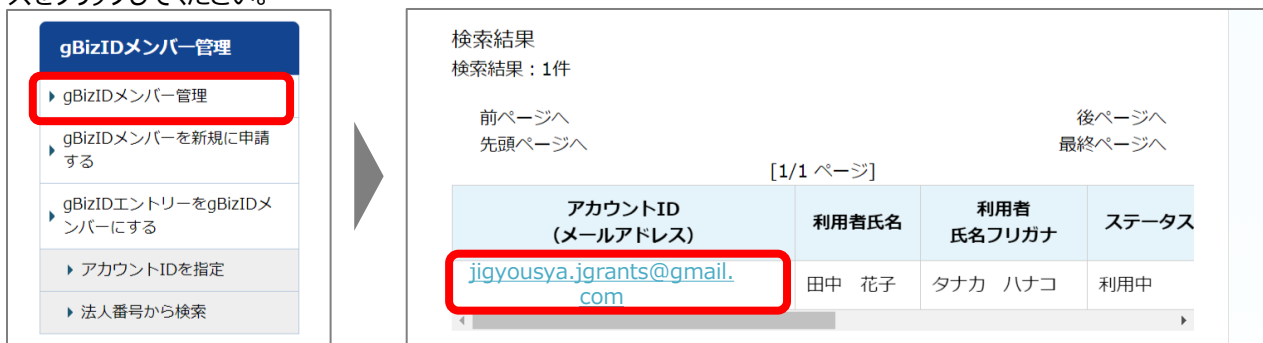 スをクリックしてください。
gBizIDメンバー管理
gBizIDメンバー管理
gBizIDメンバーを新規に申請
する
gBizIDエントリーをgBizIDメ
ンバーにする
アカウントIDを指定
法人番号から検索
検索結果
検索結果：1件
前ページへ 後ページへ
先頭ページへ 最終ページへ
[1/1 ページ]
アカウントID
(メールアドレス)
利用者氏名
利用者
氏名フリガナ
ステータス
jigyousya.jgrants@gmail.
com
田中 花子
タナカ ハナコ
利用中